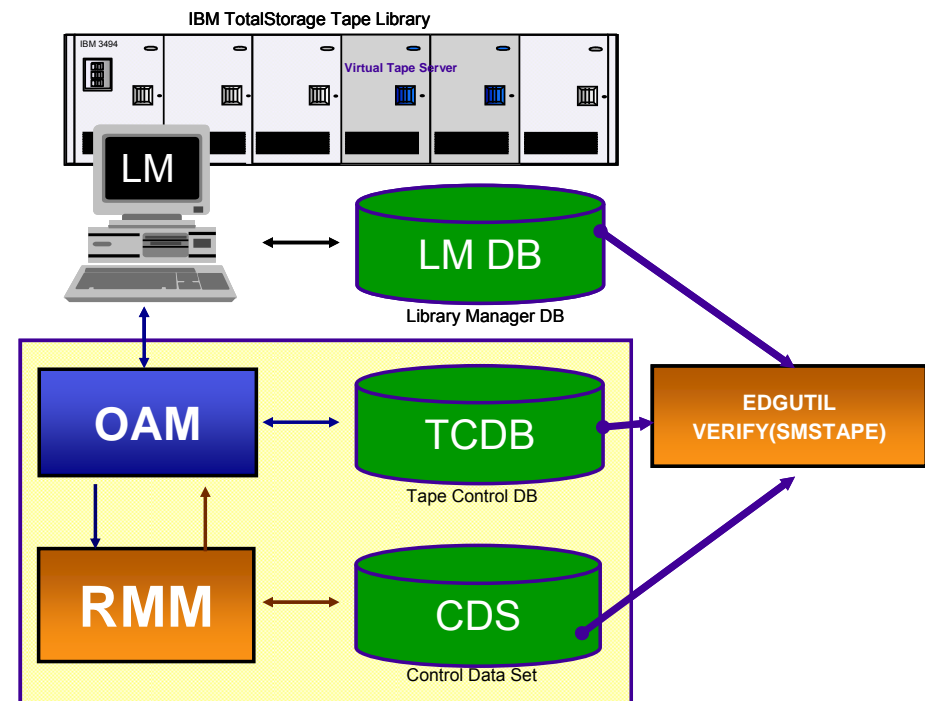 IBM TotalStorage Tape Library
IBM 3494
Virtual Tape Server
LM
LM DB
Library Manager DB
OAM
TCDB
Tape Control DB
EDGUTIL
VERIFY(SMSTAPE)
RMM
CDS
Control Data Set